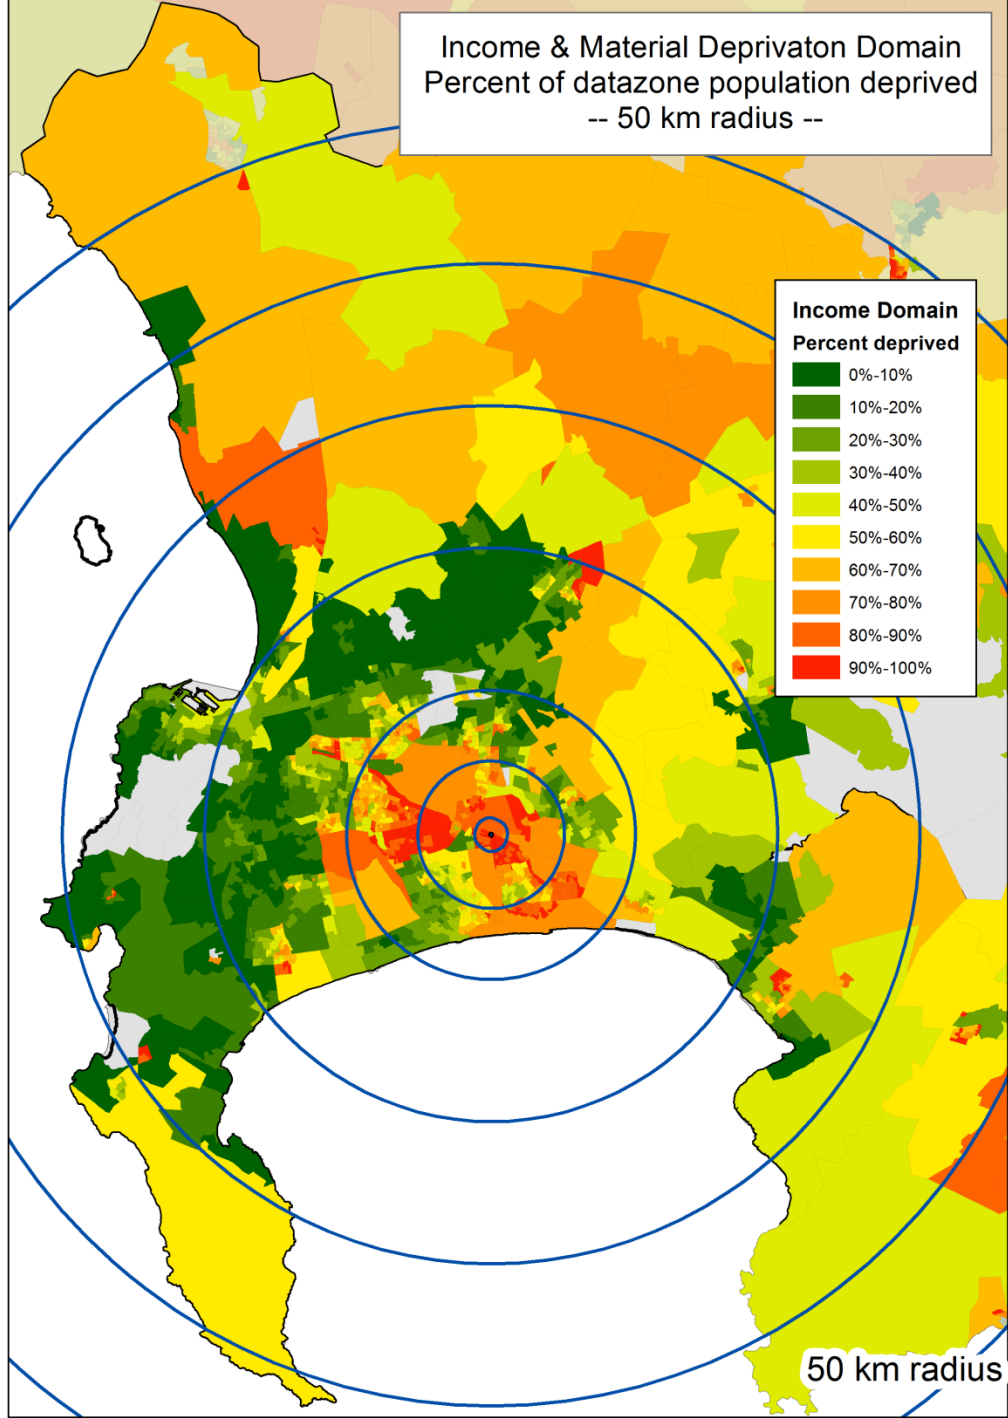 Income & Material Deprivaton Domain
Percent of datazone population deprived
-- 50 km radius --
Income Domain
Percent deprived
0%-10%
10%-20%
20%-30%
30%-40%
40%-50%
50%-60%
60%-70%
70%-80%
80%-90%
90%-100%
50 km radius